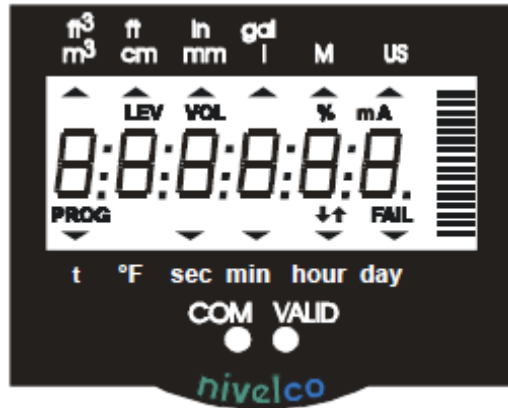 ft³ ft in gal
m³ cm mm l M US
LEV VOL % mA
8:8:8:8:8:8.
PROG ↓↑ FAIL
t °F sec min hour day
COM VALID
nivelco